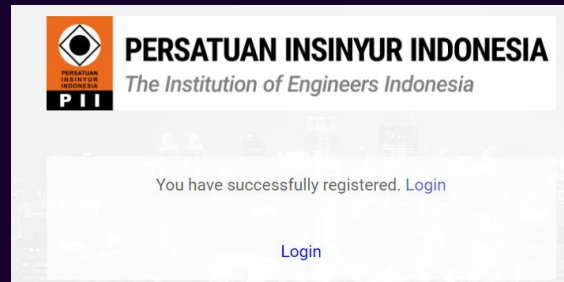 PERSATUAN INSINYUR INDONESIA
The Institution of Engineers Indonesia
PERSATUAN
INSINYUR
INDONESIA
PII
You have successfully registered. Login
Login